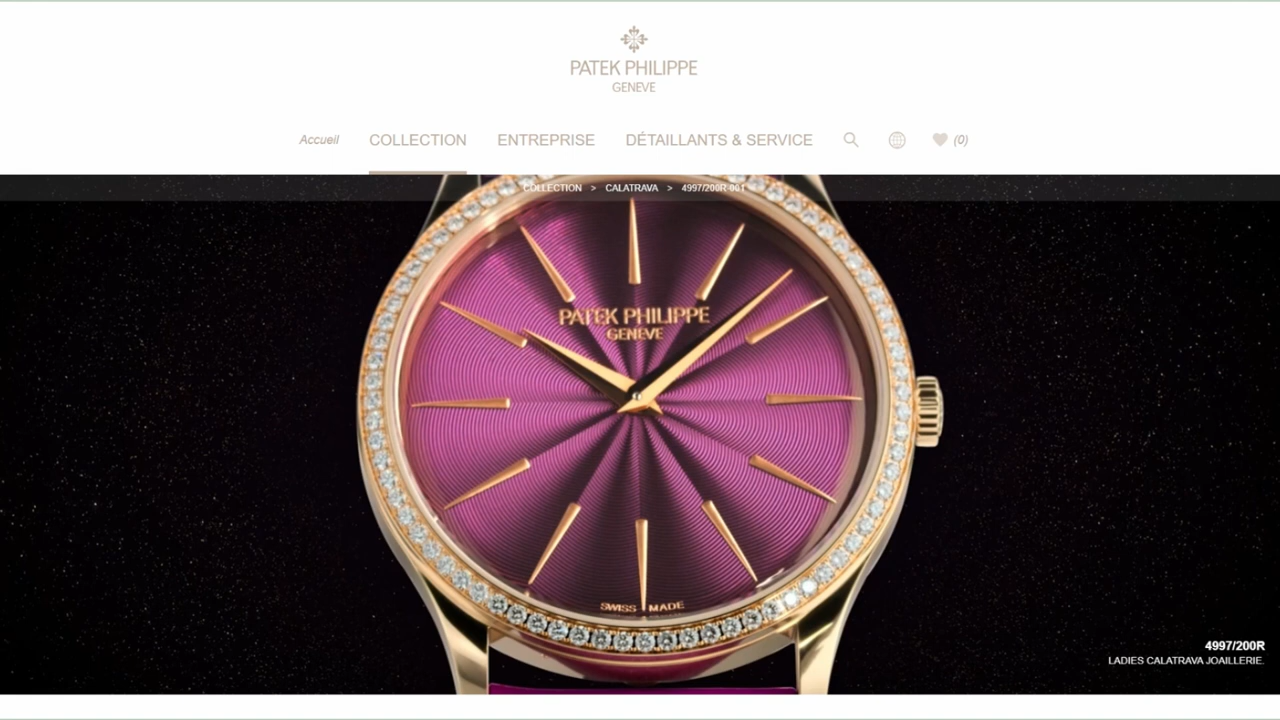 PATEK PHILIPPE
GENEVE
Accueil COLLECTION ENTREPRISE DÉTAILLANTS & SERVICE (0)
COLLECTION > CALATRAVA > 4997/200R-001
PATEK PHILIPPE
GENEVE
SWISS MADE
4997/200R
LADIES CALATRAVA JOAILLERIE.